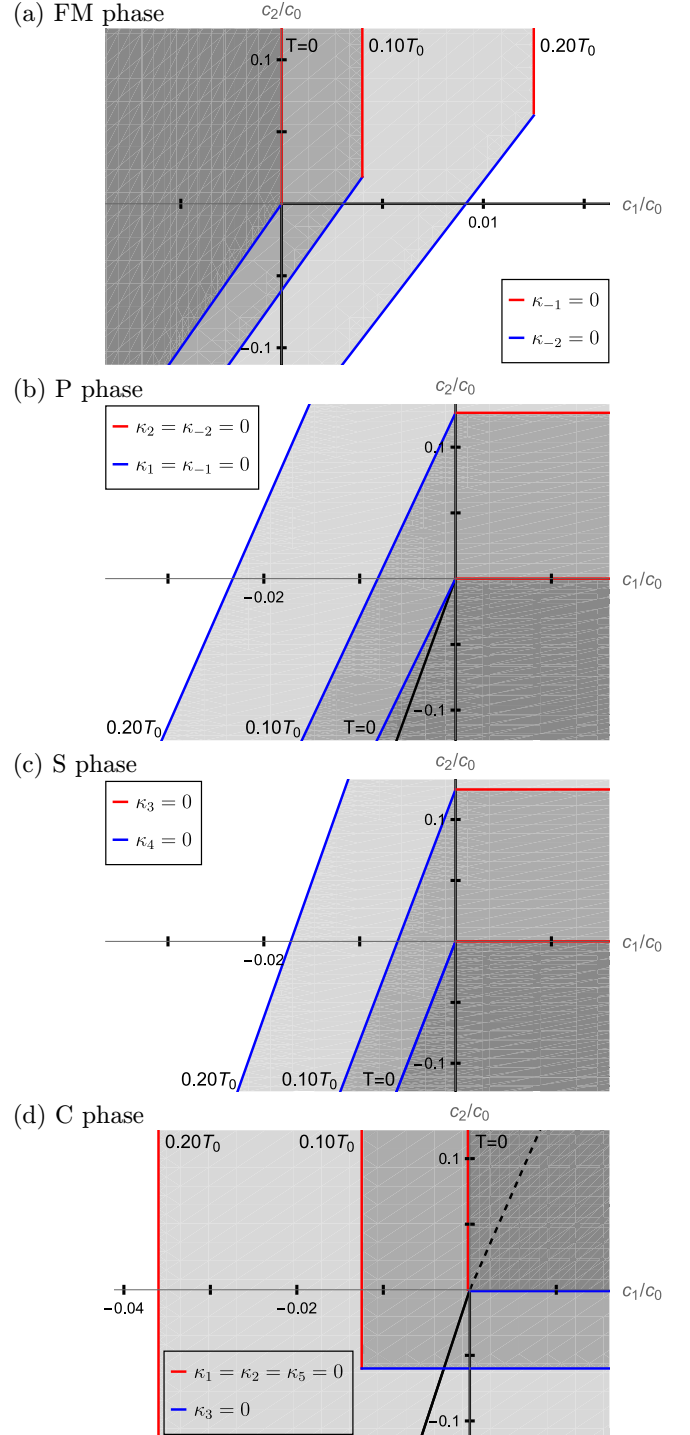 (a) FM phase
c₂/c₀
T=0
0.10T₀
0.20T₀
0.1
c₁/c₀
0.01
−0.1
κ₋₁ = 0
κ₋₂ = 0
(b) P phase
c₂/c₀
κ₂ = κ₋₂ = 0
κ₁ = κ₋₁ = 0
0.1
c₁/c₀
−0.02
−0.1
0.20T₀
0.10T₀
T=0
(c) S phase
c₂/c₀
κ₃ = 0
κ₄ = 0
0.1
c₁/c₀
−0.02
−0.1
0.20T₀
0.10T₀
T=0
(d) C phase
c₂/c₀
0.20T₀
0.10T₀
T=0
0.1
c₁/c₀
−0.04
−0.02
κ₁ = κ₂ = κ₅ = 0
κ₃ = 0
−0.1